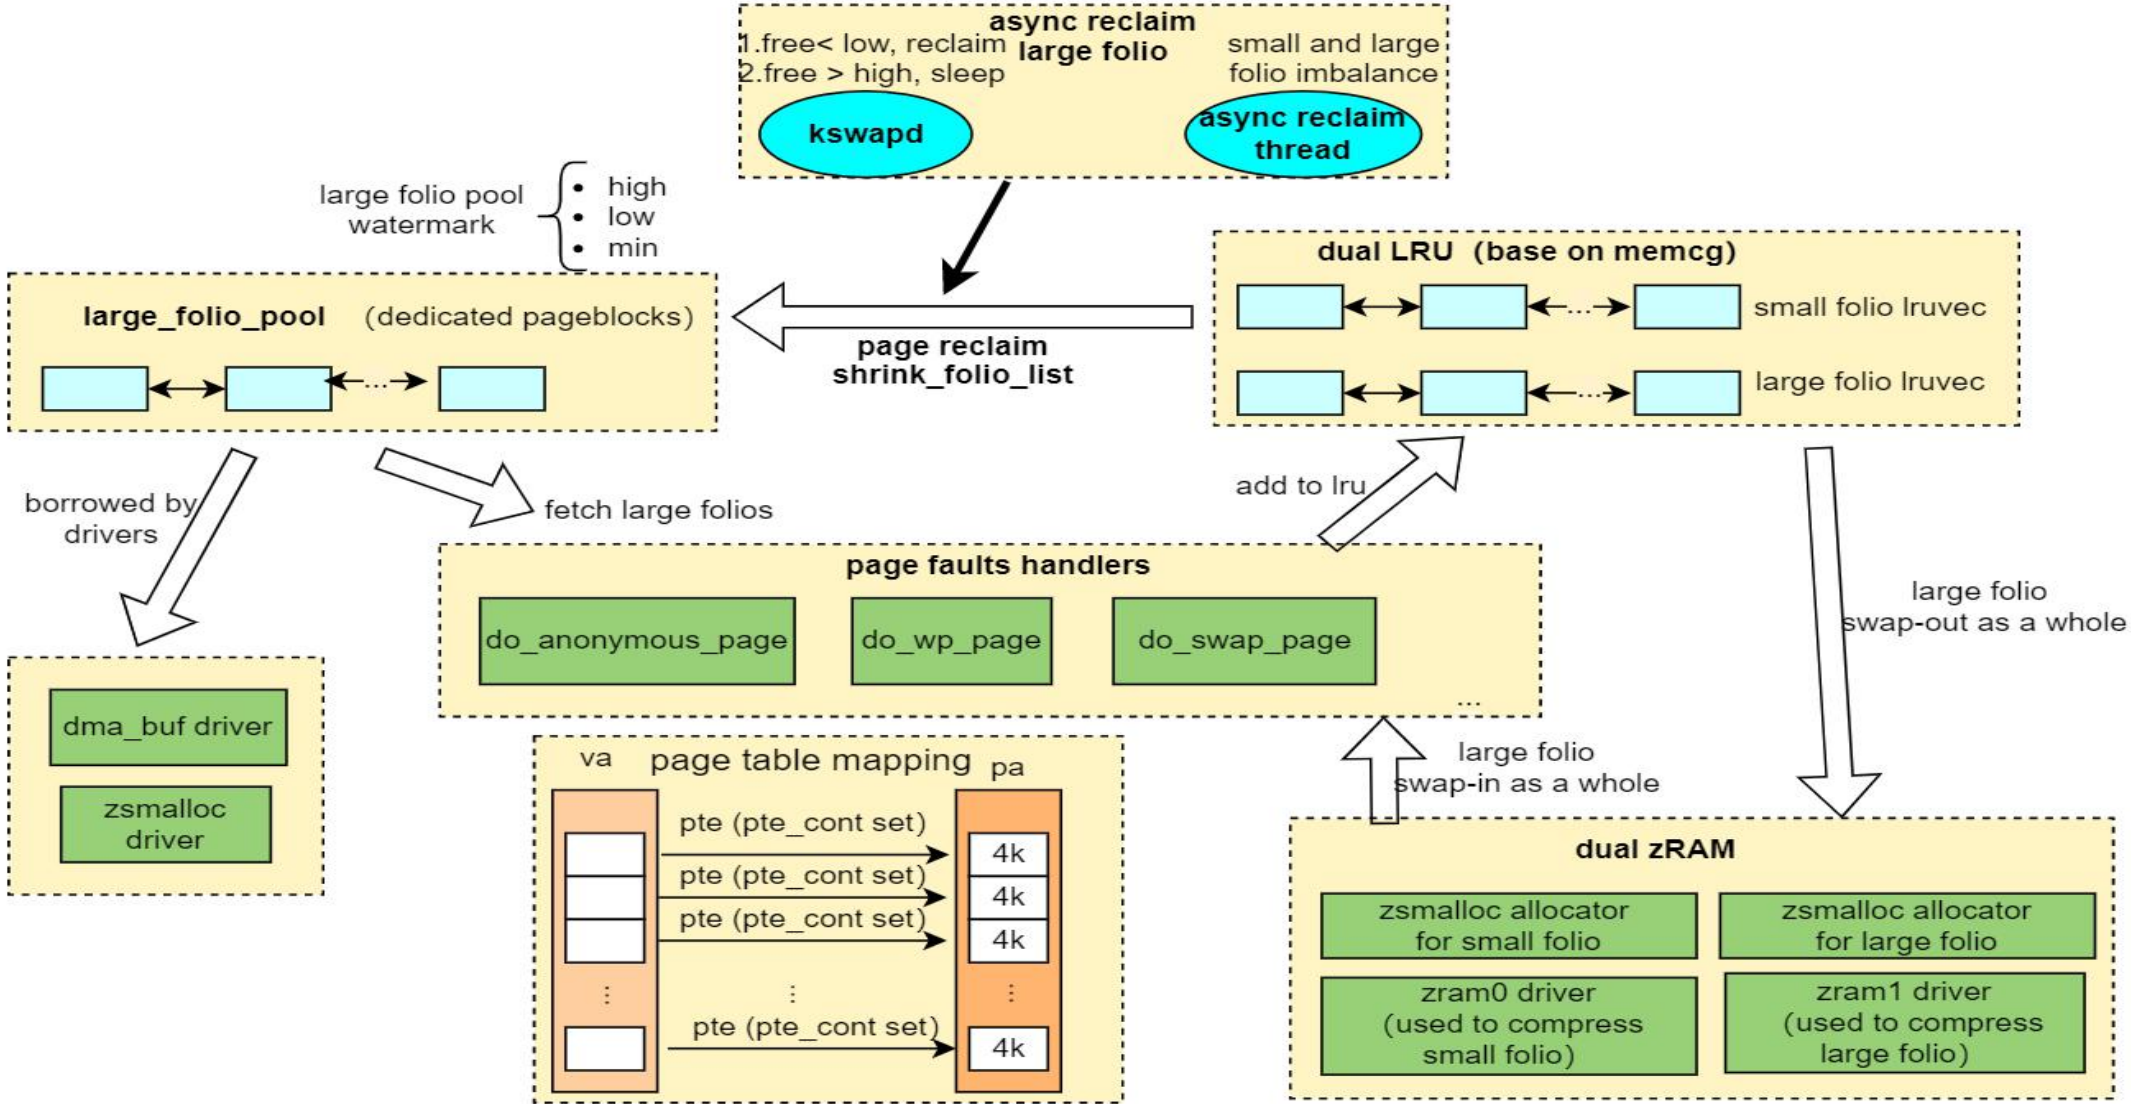 async reclaim
large folio
1.free< low, reclaim
2.free > high, sleep
small and large
folio imbalance
kswapd
async reclaim
thread
large folio pool
watermark
• high
• low
• min
large_folio_pool (dedicated pageblocks)
...
page reclaim
shrink_folio_list
dual LRU (base on memcg)
... small folio lruvec
... large folio lruvec
borrowed by
drivers
fetch large folios
add to lru
large folio
swap-out as a whole
page faults handlers
do_anonymous_page
do_wp_page
do_swap_page
...
dma_buf driver
zsmalloc
driver
va page table mapping pa
pte (pte_cont set)
4k
pte (pte_cont set)
4k
pte (pte_cont set)
4k
... ... ...
pte (pte_cont set)
4k
large folio
swap-in as a whole
dual zRAM
zsmalloc allocator
for small folio
zsmalloc allocator
for large folio
zram0 driver
(used to compress
small folio)
zram1 driver
(used to compress
large folio)